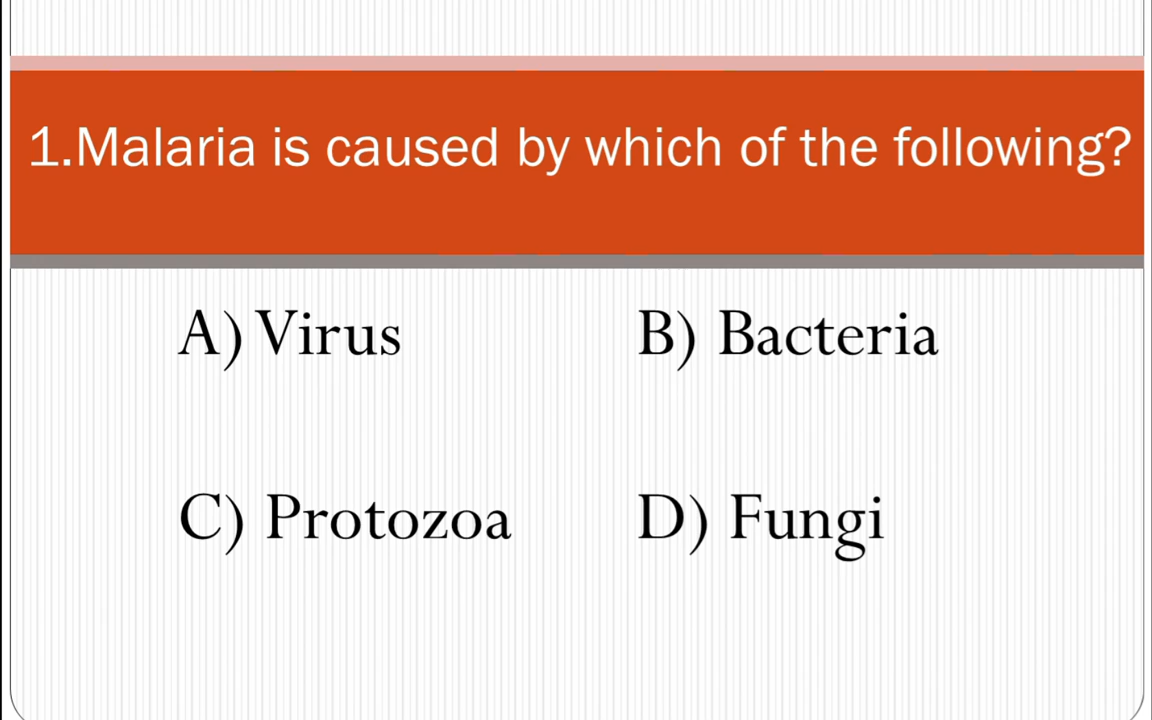 1.Malaria is caused by which of the following?
A) Virus B) Bacteria
C) Protozoa D) Fungi